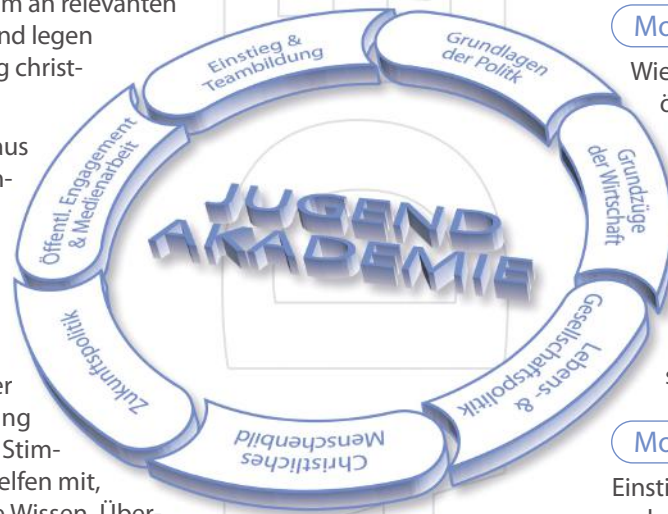 m an relevanten
nd legen
g christ-
aus
n-
er
ng
Stim-
elfen mit,
e Wissen. Über-
Einstieg &
Teambildung
Grundlagen
der Politk
Grundzüge
der Wirtschaft
Lebens- &
Gesellschaftspolitik
Christliches
Menschenbild
Zukunftspolitik
Öffentl. Engagement
& Medienarbeit
JUGEND
AKADEMIE
Mo
Wie
ö
s
Mo
Einsti